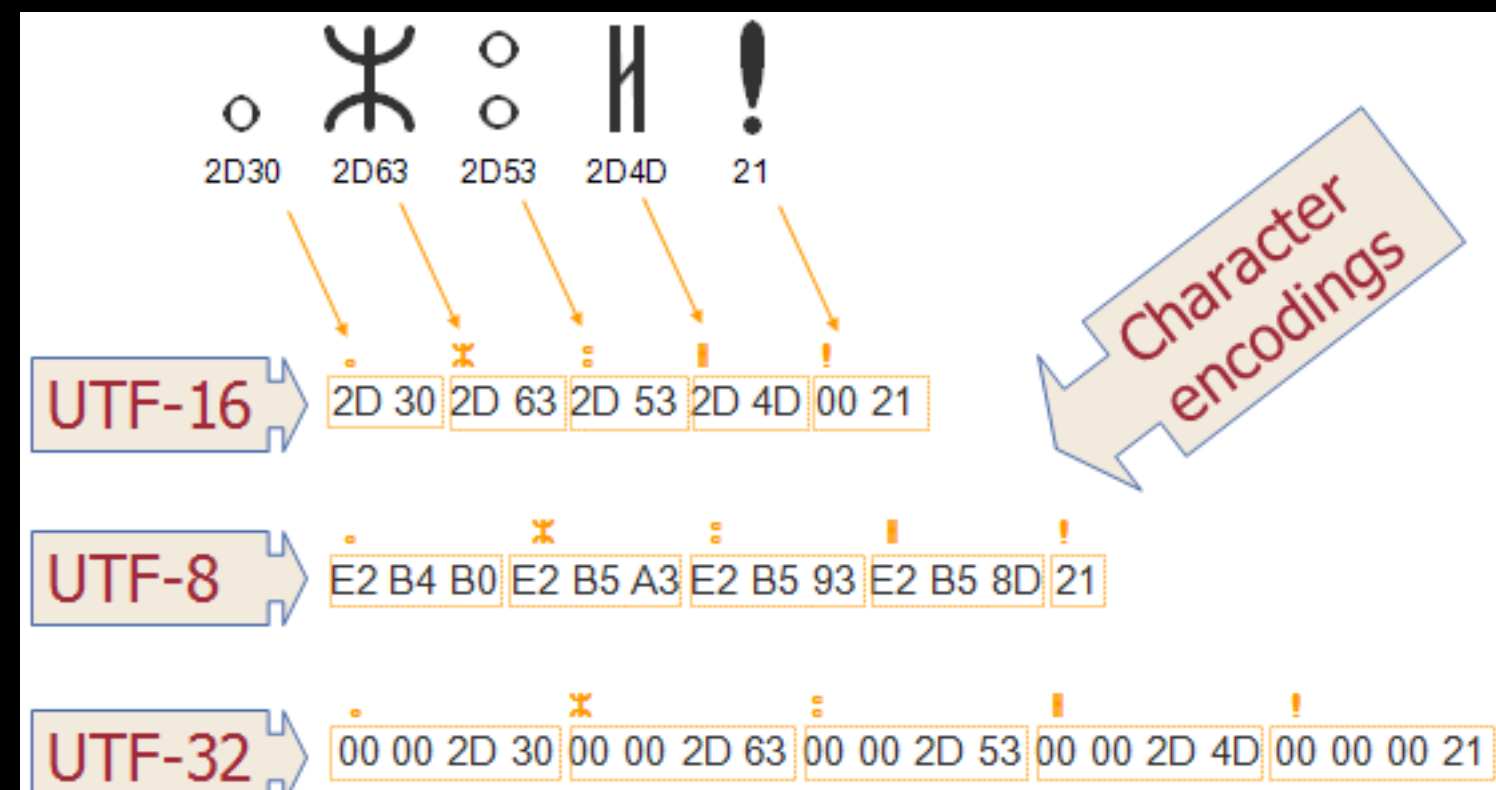 ⴰ ⵣ ⵓ ⵍ !
2D30 2D63 2D53 2D4D 21
Character
encodings
ⴰ ⵣ ⵓ ⵍ !
UTF-16 2D 30 2D 63 2D 53 2D 4D 00 21
ⴰ ⵣ ⵓ ⵍ !
UTF-8 E2 B4 B0 E2 B5 A3 E2 B5 93 E2 B5 8D 21
ⴰ ⵣ ⵓ ⵍ !
UTF-32 00 00 2D 30 00 00 2D 63 00 00 2D 53 00 00 2D 4D 00 00 00 21